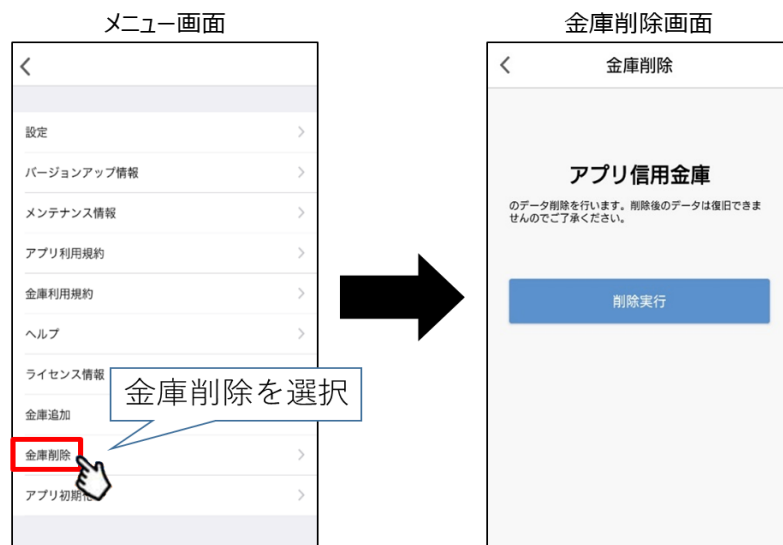 メニュー画面
設定
バージョンアップ情報
メンテナンス情報
アプリ利用規約
金庫利用規約
ヘルプ
ライセンス情報
金庫追加
金庫削除
アプリ初期化
金庫削除を選択
金庫削除画面
金庫削除
アプリ信用金庫
のデータ削除を行います。削除後のデータは復旧できま
せんのでご了承ください。
削除実行